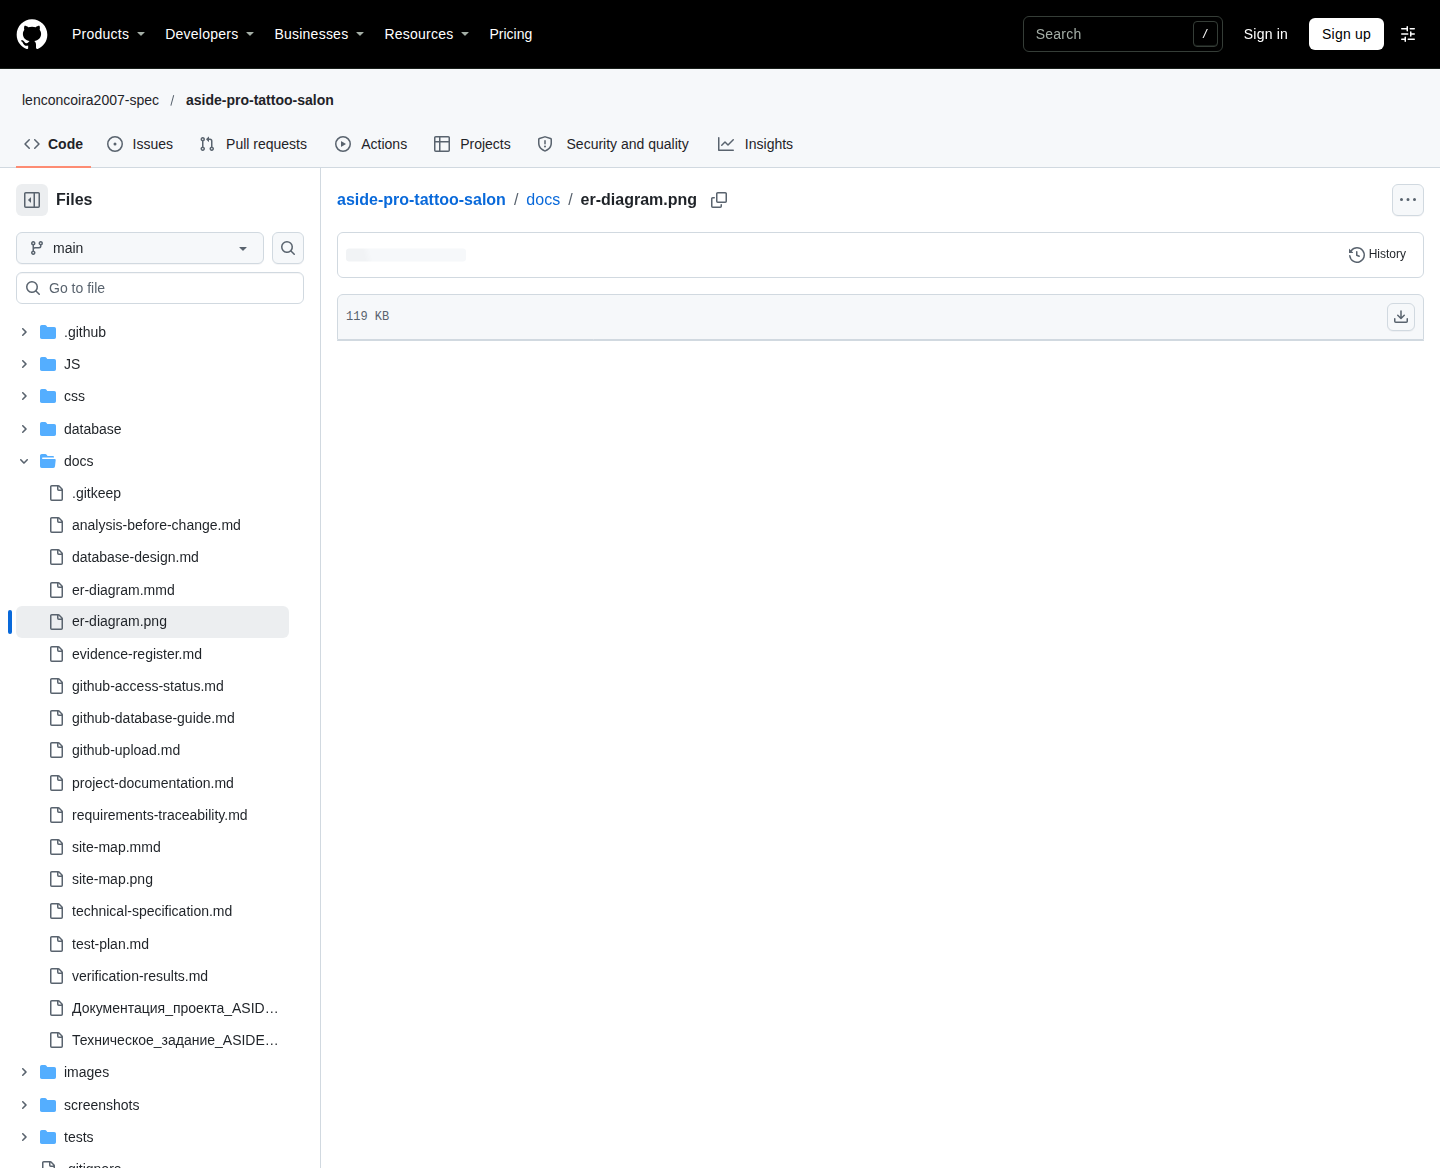 Products Developers Businesses Resources Pricing Search / Sign in Sign up
lenconcoira2007-spec / aside-pro-tattoo-salon
Code Issues Pull requests Actions Projects Security and quality Insights
Files
main
Go to file
.github
JS
css
database
docs
.gitkeep
analysis-before-change.md
database-design.md
er-diagram.mmd
er-diagram.png
evidence-register.md
github-access-status.md
github-database-guide.md
github-upload.md
project-documentation.md
requirements-traceability.md
site-map.mmd
site-map.png
technical-specification.md
test-plan.md
verification-results.md
Документация_проекта_ASID…
Техническое_задание_ASIDE…
images
screenshots
tests
aside-pro-tattoo-salon / docs / er-diagram.png
History
119 KB